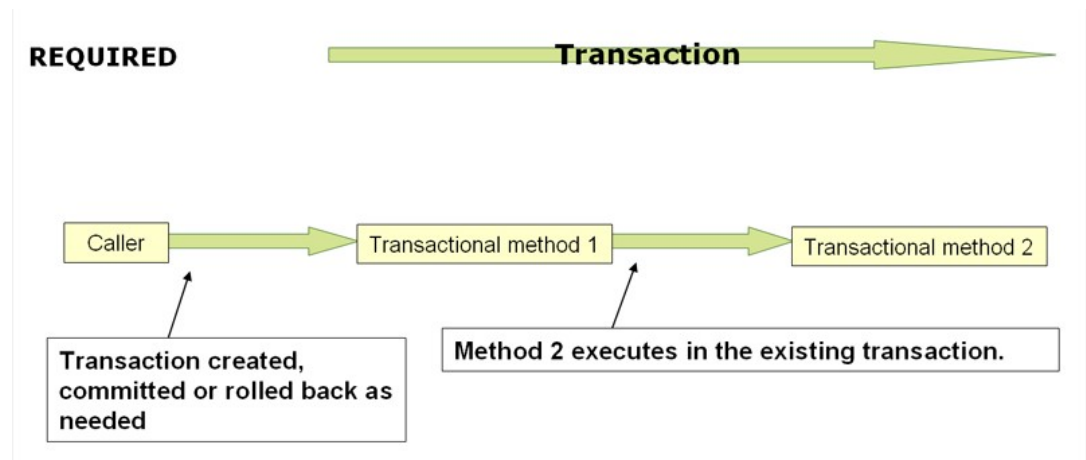 REQUIRED
Transaction
Caller
Transactional method 1
Transactional method 2
Transaction created,
committed or rolled back as
needed
Method 2 executes in the existing transaction.